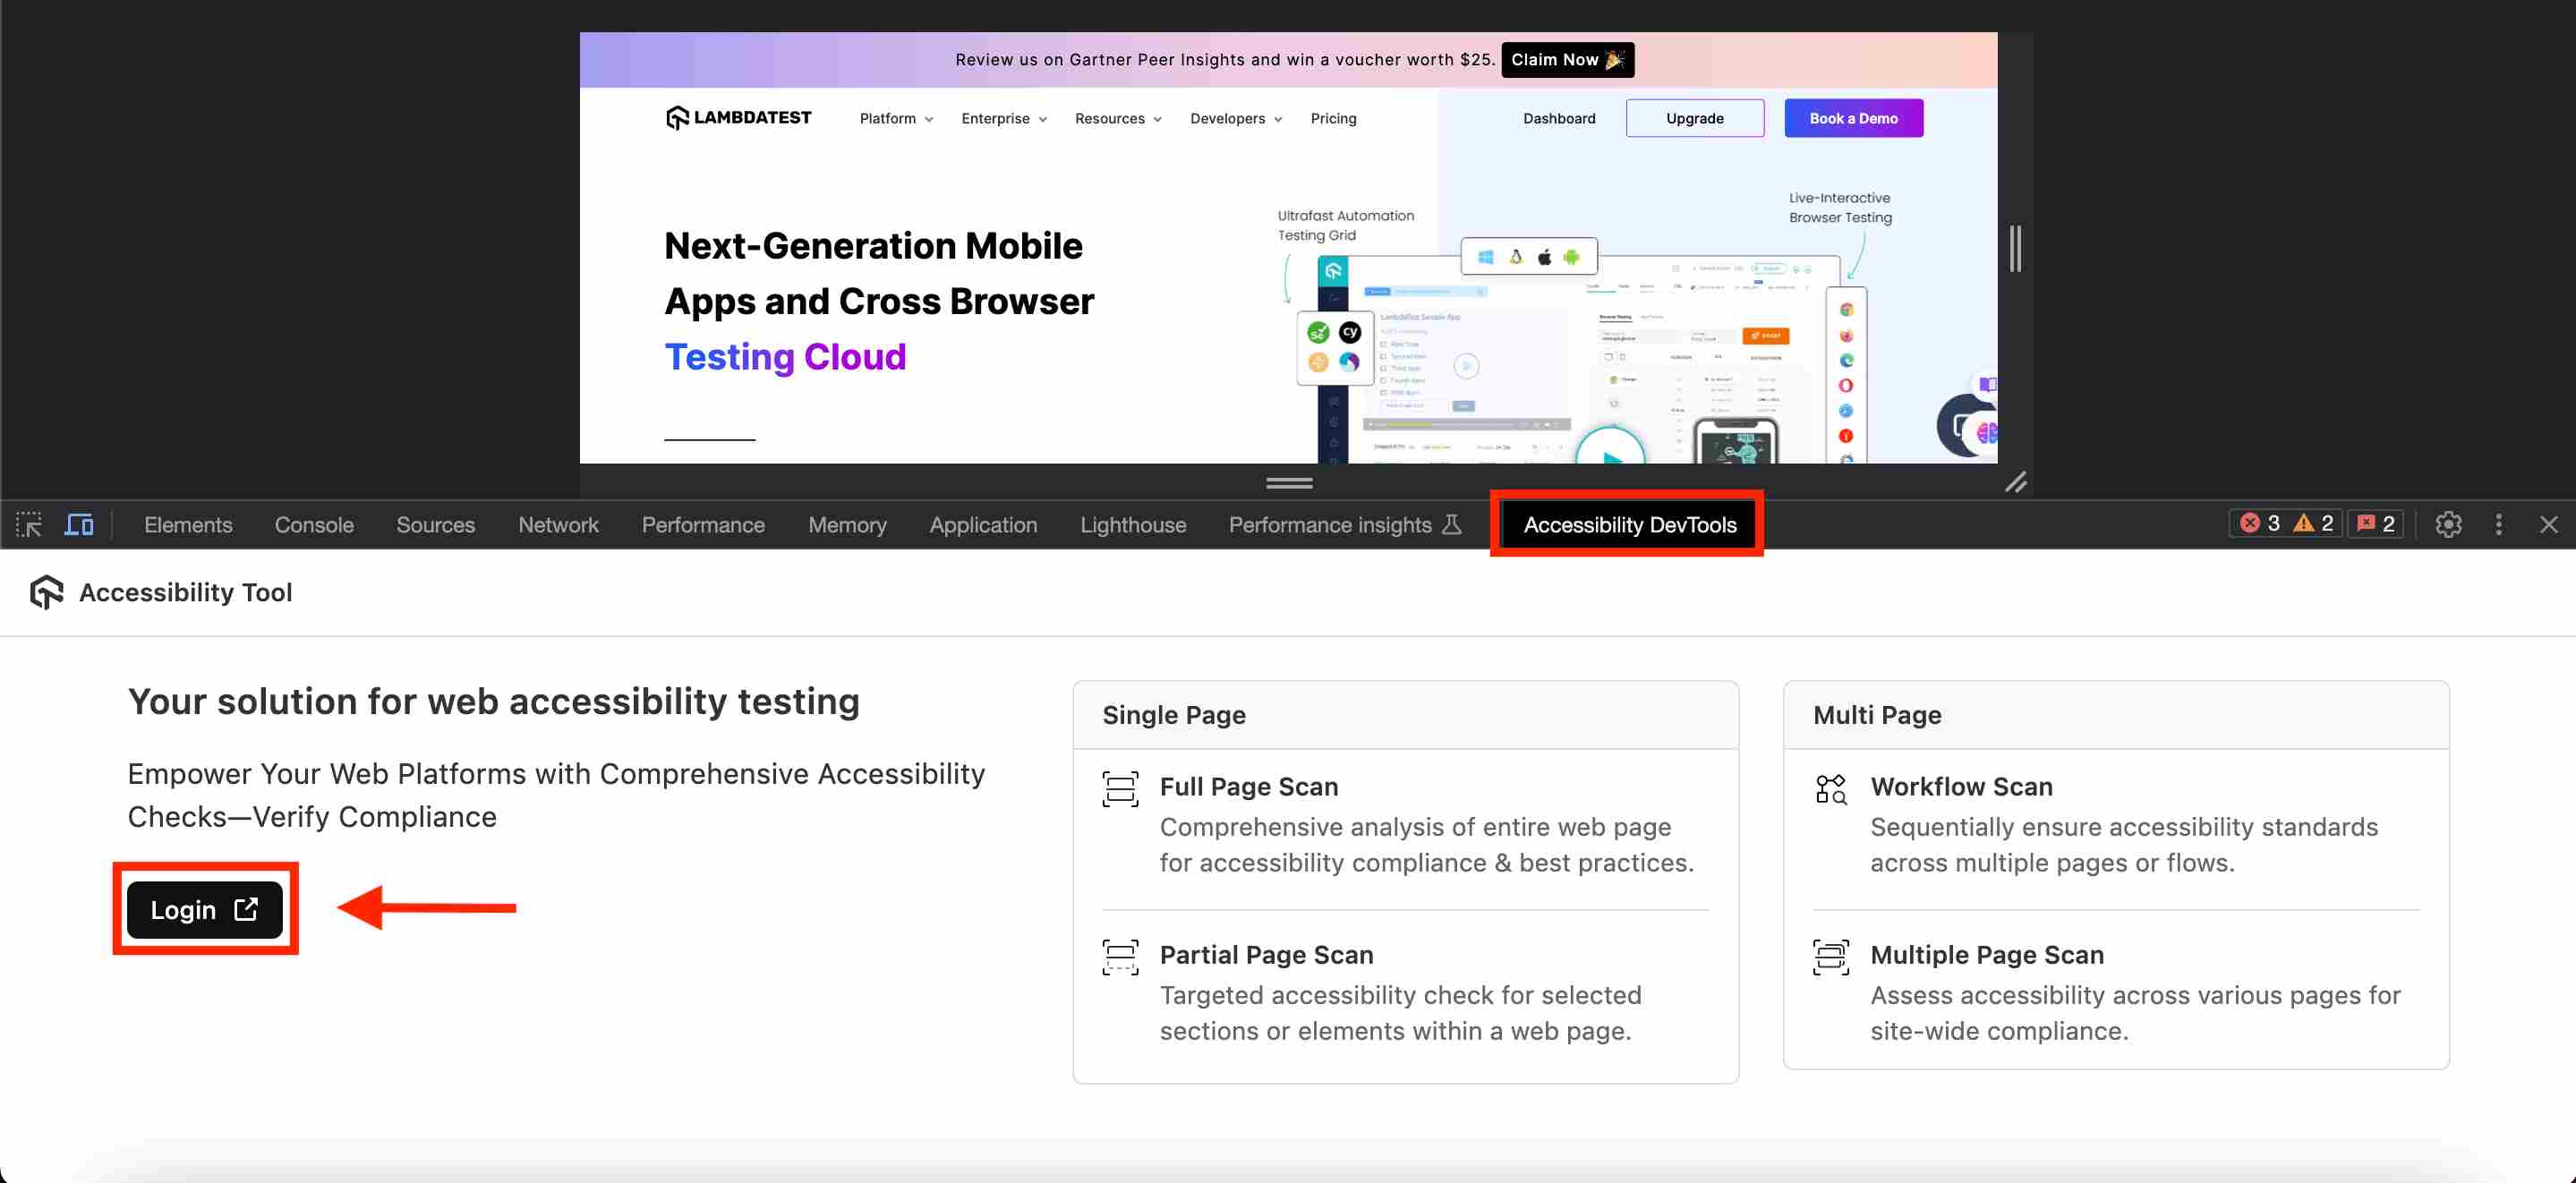 Review us on Gartner Peer Insights and win a voucher worth $25. Claim Now 🎉
LAMBDATEST Platform Enterprise Resources Developers Pricing Dashboard Upgrade Book a Demo
Next-Generation Mobile
Apps and Cross Browser
Testing Cloud
Ultrafast Automation
Testing Grid
Live-Interactive
Browser Testing
LambdaTest Sample App
START
cy
Elements Console Sources Network Performance Memory Application Lighthouse Performance insights Accessibility DevTools 3 2 2
Accessibility Tool
Your solution for web accessibility testing
Empower Your Web Platforms with Comprehensive Accessibility
Checks—Verify Compliance
Login
Single Page
Full Page Scan
Comprehensive analysis of entire web page
for accessibility compliance & best practices.
Partial Page Scan
Targeted accessibility check for selected
sections or elements within a web page.
Multi Page
Workflow Scan
Sequentially ensure accessibility standards
across multiple pages or flows.
Multiple Page Scan
Assess accessibility across various pages for
site-wide compliance.